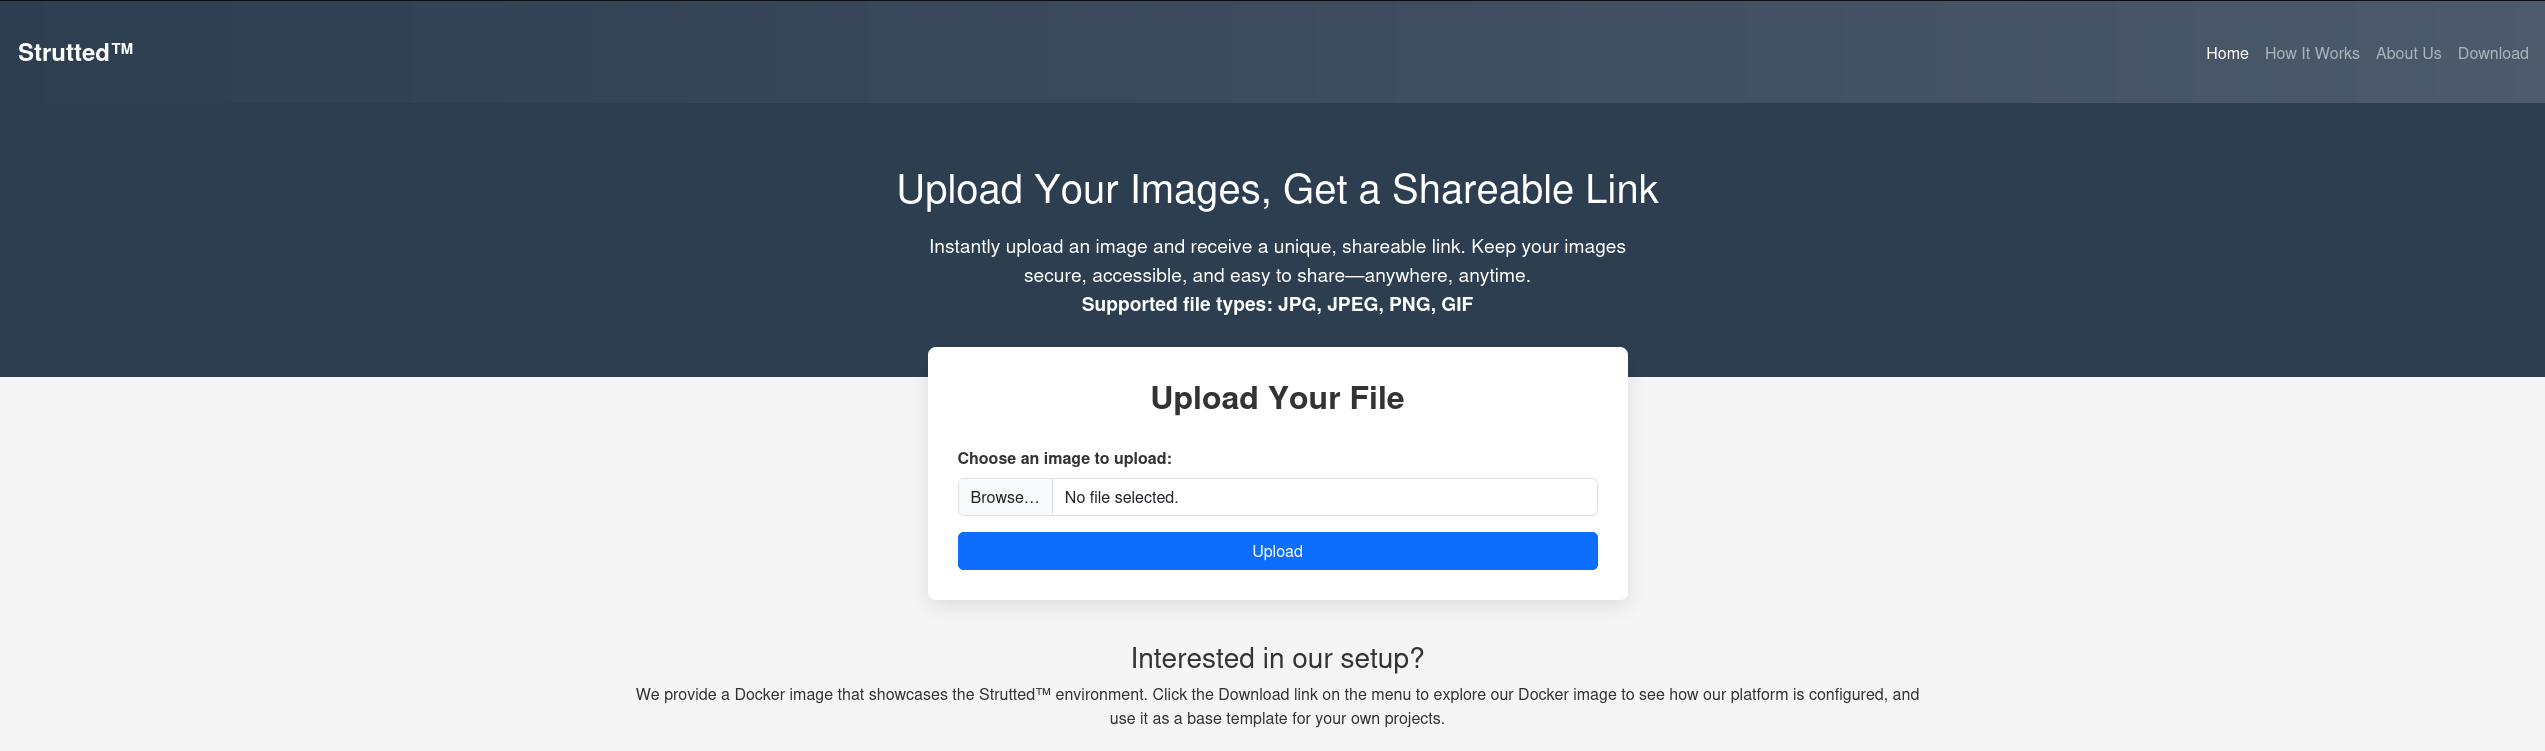 Strutted™
Home How It Works About Us Download
Upload Your Images, Get a Shareable Link
Instantly upload an image and receive a unique, shareable link. Keep your images
secure, accessible, and easy to share—anywhere, anytime.
Supported file types: JPG, JPEG, PNG, GIF
Upload Your File
Choose an image to upload:
Browse… No file selected.
Upload
Interested in our setup?
We provide a Docker image that showcases the Strutted™ environment. Click the Download link on the menu to explore our Docker image to see how our platform is configured, and
use it as a base template for your own projects.